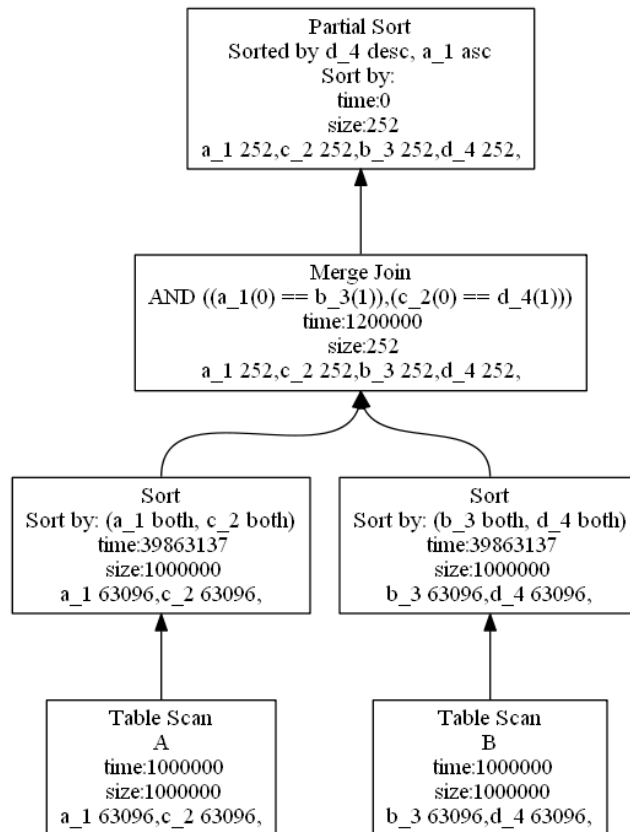 Partial Sort
Sorted by d_4 desc, a_1 asc
Sort by:
time:0
size:252
a_1 252,c_2 252,b_3 252,d_4 252,
Merge Join
AND ((a_1(0) == b_3(1)),(c_2(0) == d_4(1)))
time:1200000
size:252
a_1 252,c_2 252,b_3 252,d_4 252,
Sort
Sort by: (a_1 both, c_2 both)
time:39863137
size:1000000
a_1 63096,c_2 63096,
Sort
Sort by: (b_3 both, d_4 both)
time:39863137
size:1000000
b_3 63096,d_4 63096,
Table Scan
A
time:1000000
size:1000000
a_1 63096,c_2 63096,
Table Scan
B
time:1000000
size:1000000
b_3 63096,d_4 63096,